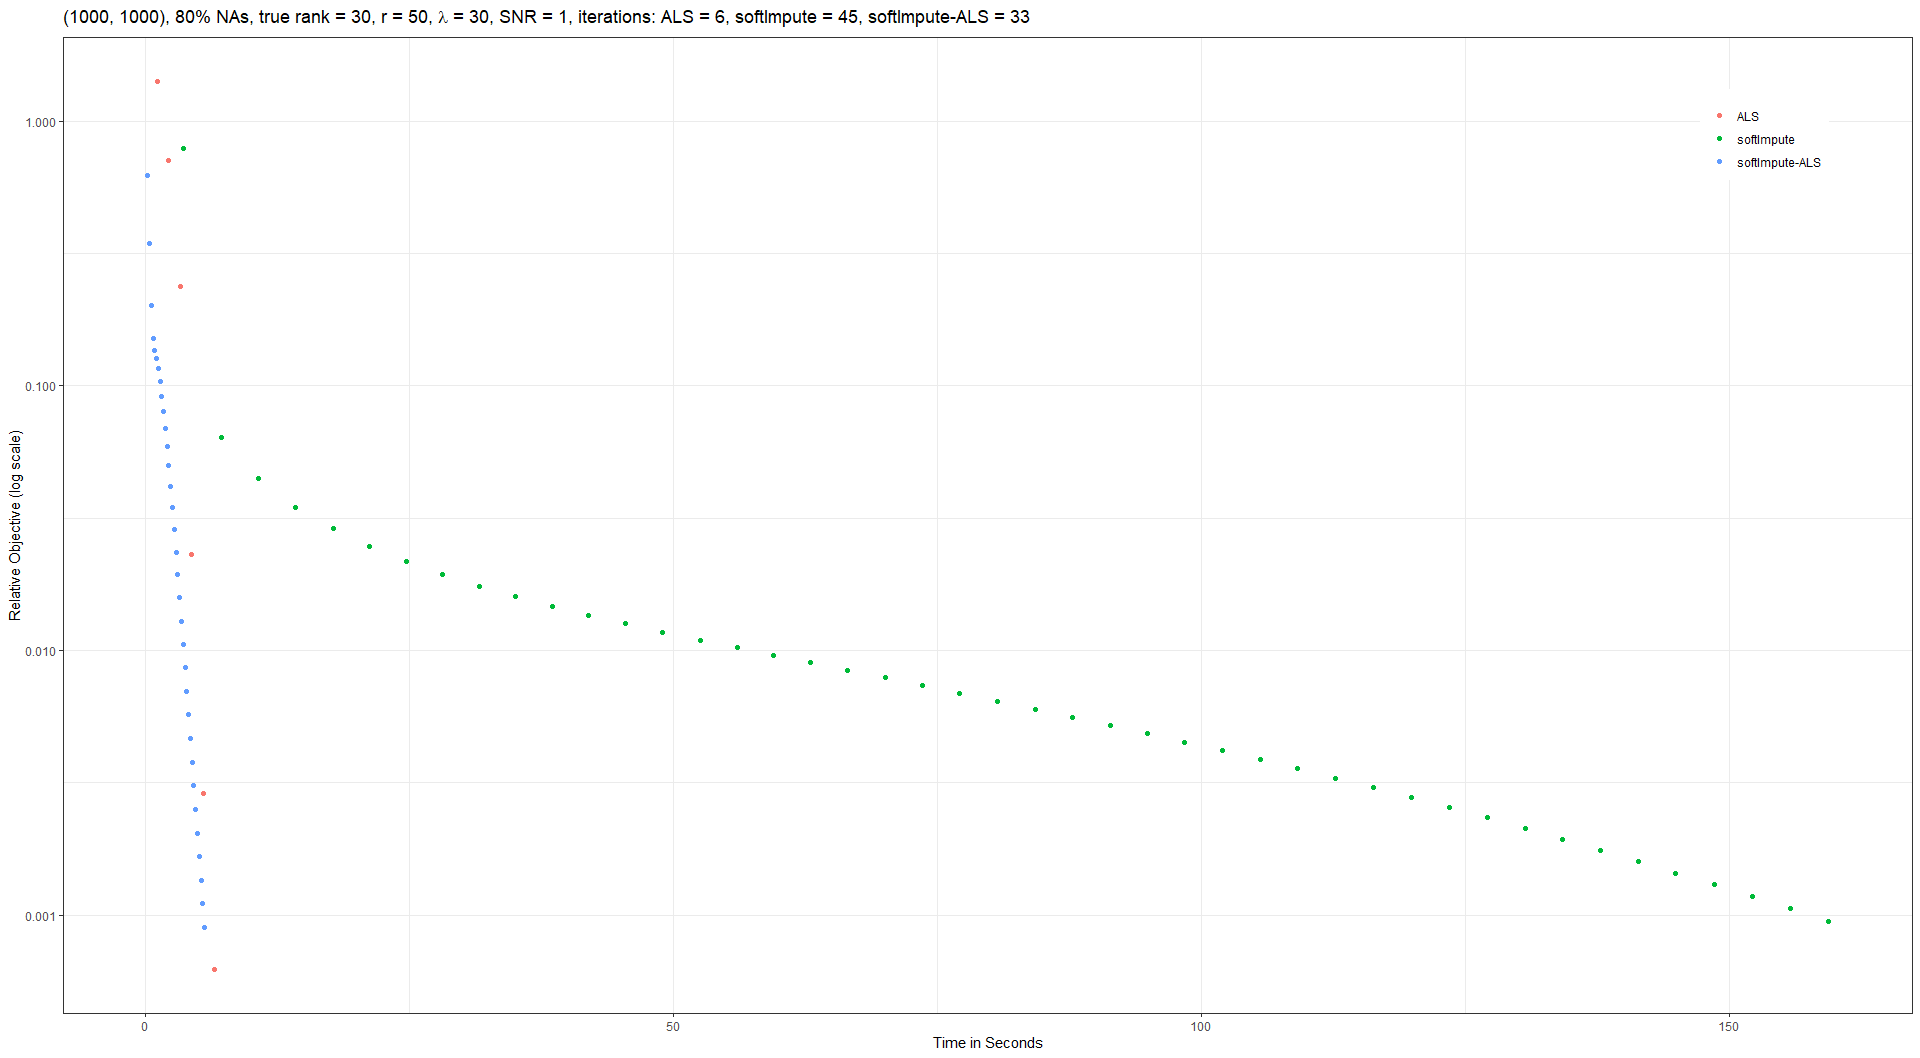 (1000, 1000), 80% NAs, true rank = 30, r = 50, λ = 30, SNR = 1, iterations: ALS = 6, softImpute = 45, softImpute-ALS = 33
1.000
0.100
0.010
0.001
Relative Objective (log scale)
ALS
softImpute
softImpute-ALS
0
50
100
150
Time in Seconds